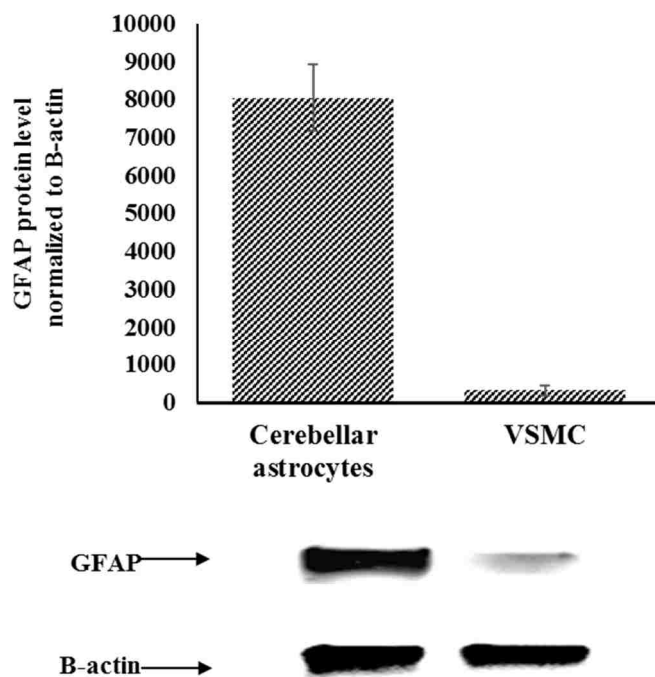 GFAP protein level
normalized to B-actin
10000
9000
8000
7000
6000
5000
4000
3000
2000
1000
0
Cerebellar
astrocytes
VSMC
GFAP
B-actin